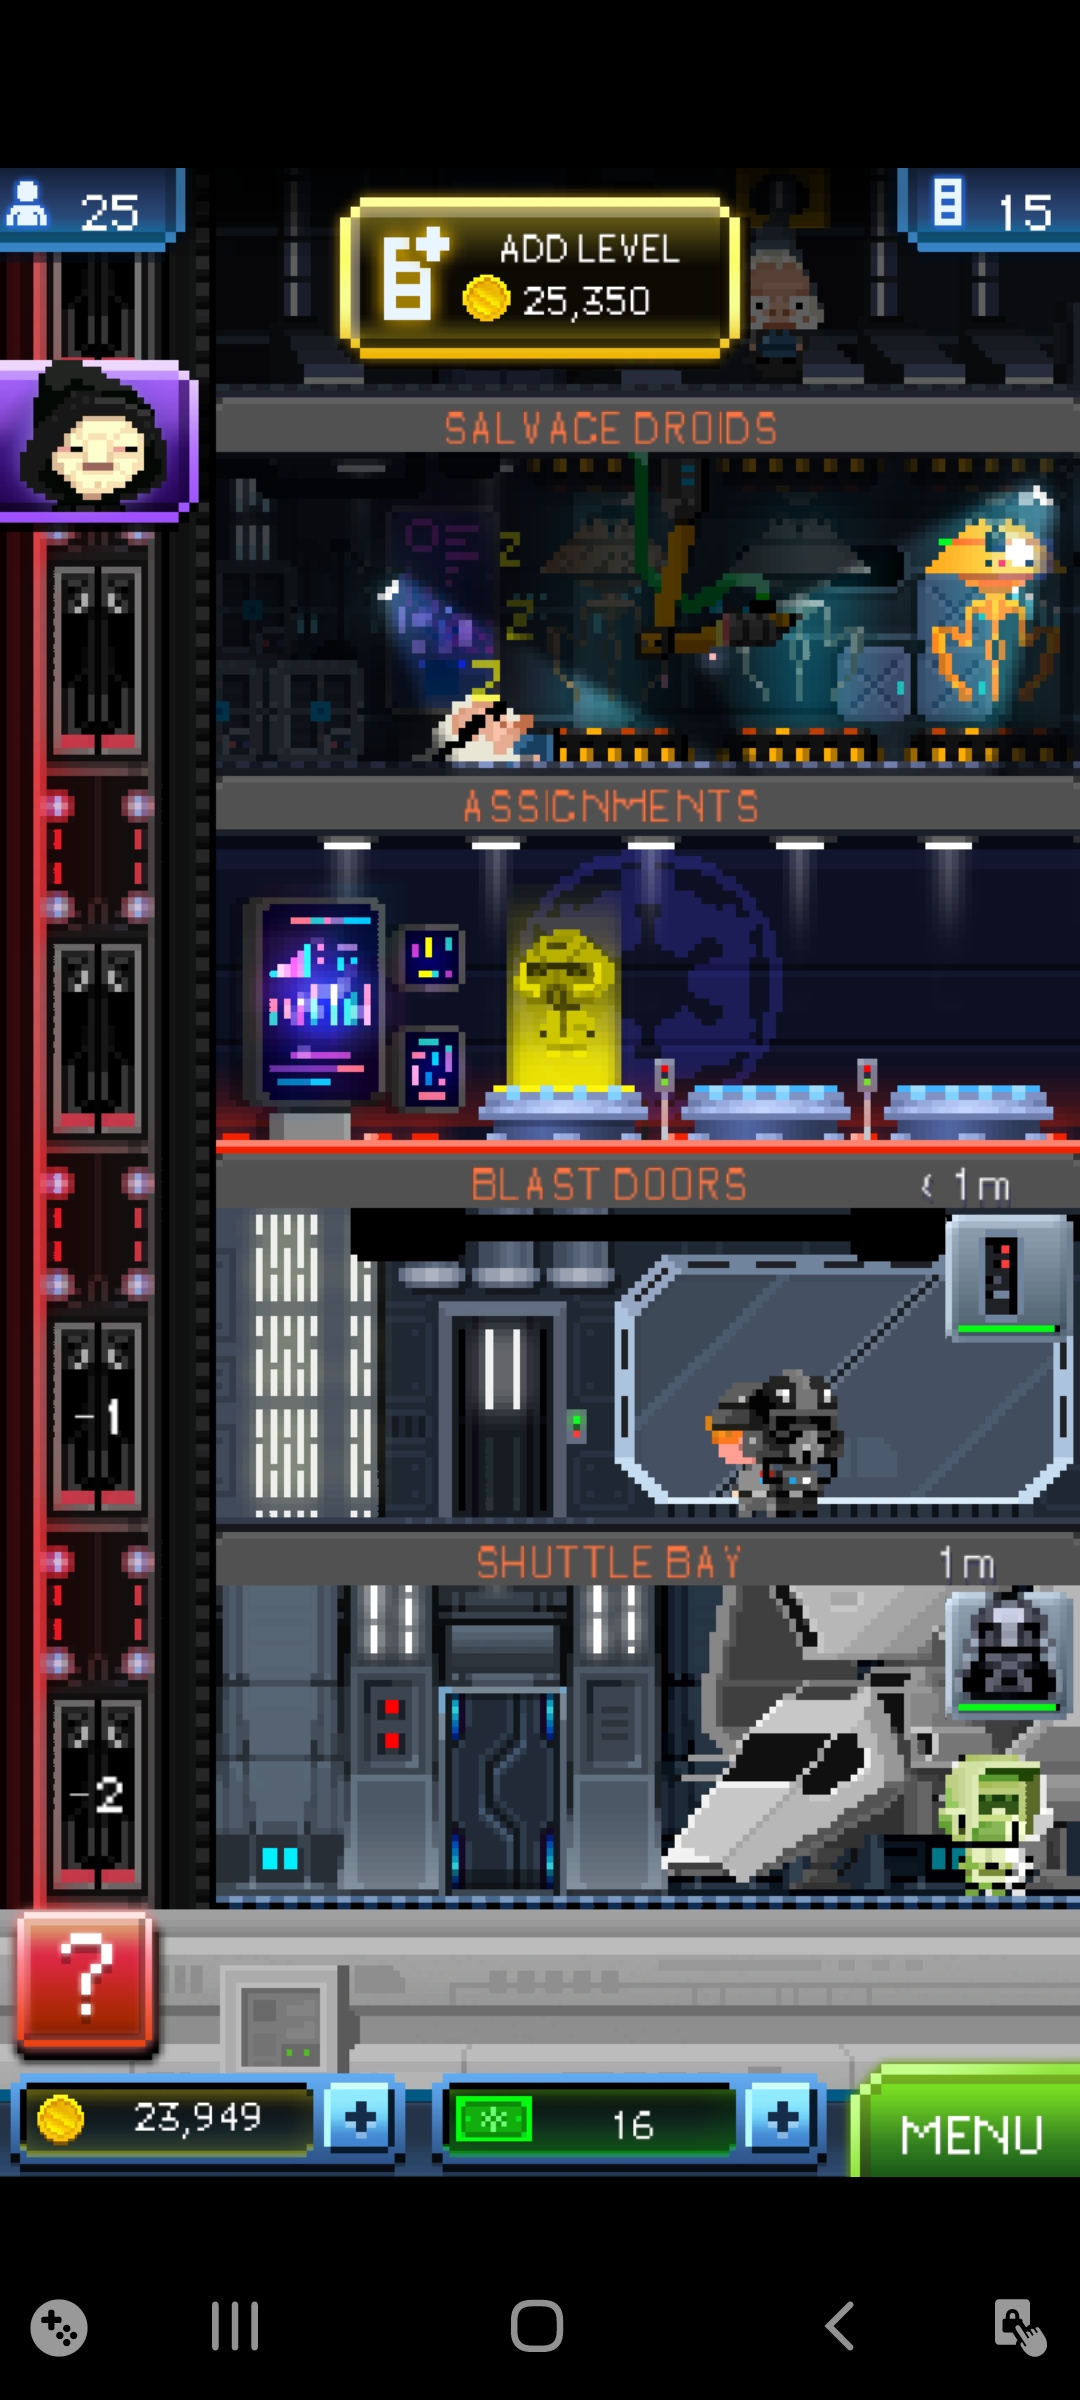 25
ADD LEVEL
25,350
15
SALVAGE DROIDS
Z
Z
Z
ASSIGNMENTS
BLAST DOORS
< 1m
-1
SHUTTLE BAY
1m
-2
?
23,949
+
16
+
MENU